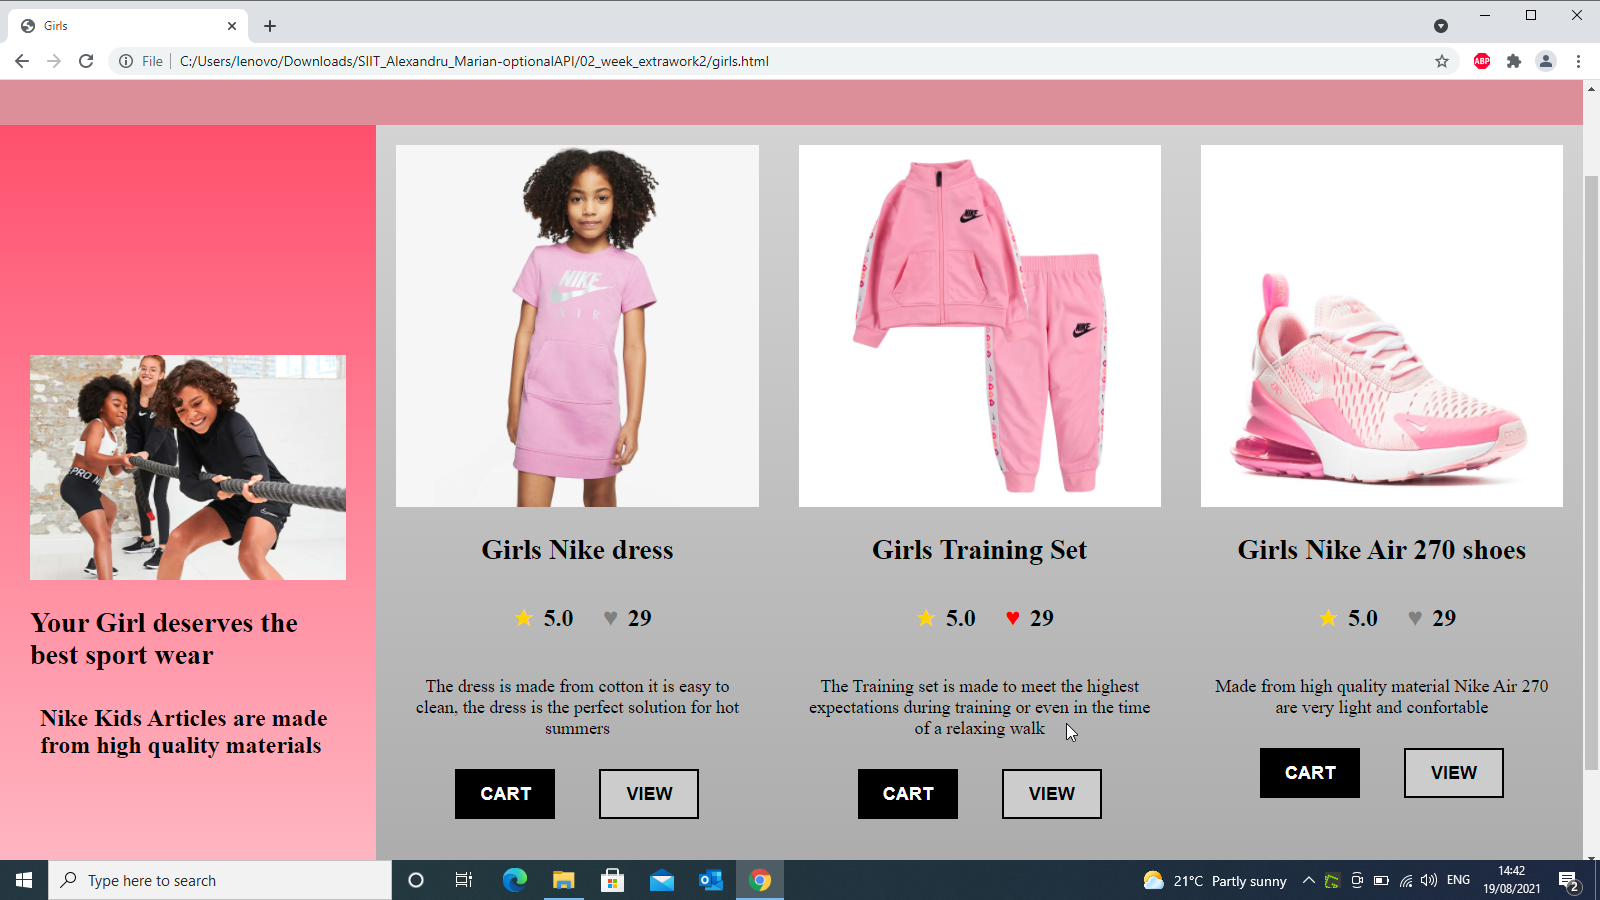 Girls
File
C:/Users/lenovo/Downloads/SIIT_Alexandru_Marian-optionalAPI/02_week_extrawork2/girls.html
ABP
Your Girl deserves the
best sport wear
Nike Kids Articles are made
from high quality materials
NIKE
AIR
Girls Nike dress
5.0 29
The dress is made from cotton it is easy to
clean, the dress is the perfect solution for hot
summers
CART VIEW
NIKE
NIKE
Girls Training Set
5.0 29
The Training set is made to meet the highest
expectations during training or even in the time
of a relaxing walk
CART VIEW
Girls Nike Air 270 shoes
5.0 29
Made from high quality material Nike Air 270
are very light and confortable
CART VIEW
Type here to search
21°C Partly sunny
ENG
14:42
19/08/2021
2